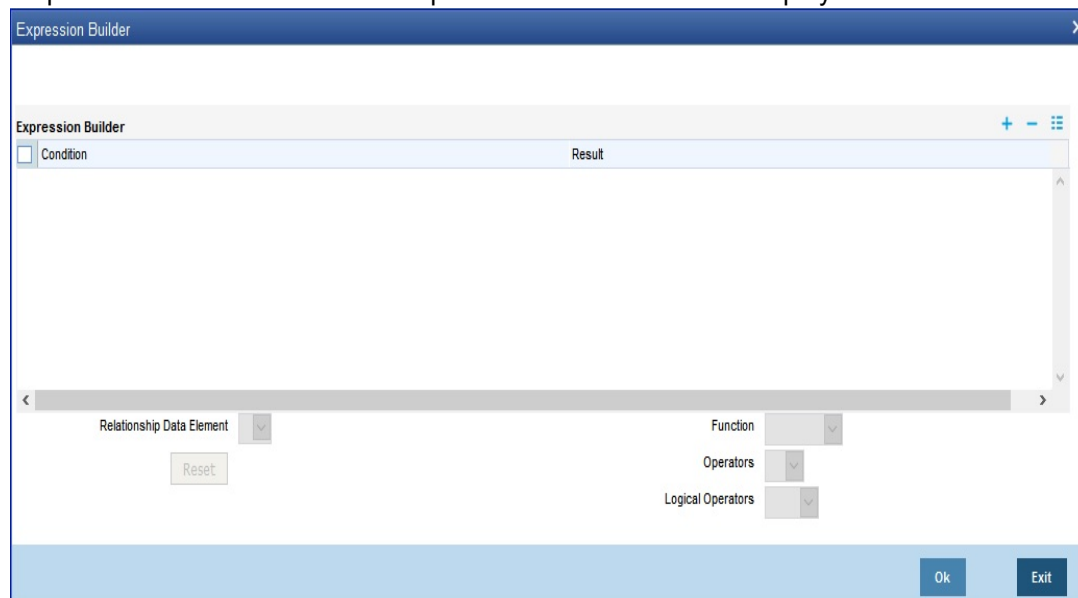 Expression Builder
Expression Builder
Condition Result
Relationship Data Element Function
Reset Operators
Logical Operators
Ok Exit